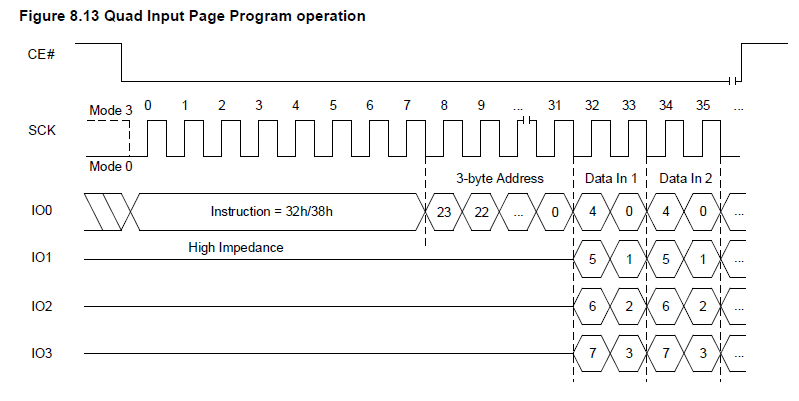 Figure 8.13 Quad Input Page Program operation
CE#
Mode 3 0 1 2 3 4 5 6 7 8 9 ... 31 32 33 34 35 ...
SCK
Mode 0
3-byte Address Data In 1 Data In 2
IO0 Instruction = 32h/38h 23 22 ... 0 4 0 4 0 ...
High Impedance
IO1 5 1 5 1 ...
IO2 6 2 6 2 ...
IO3 7 3 7 3 ...